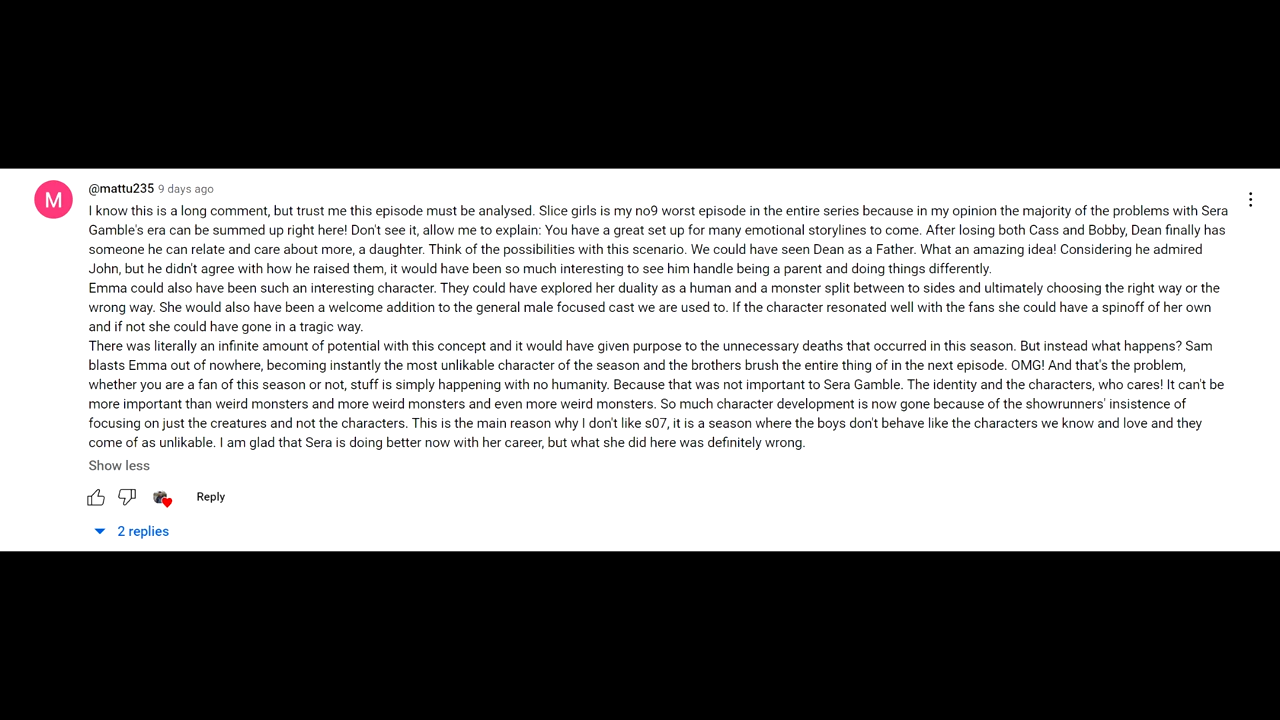 M
@mattu235 9 days ago
I know this is a long comment, but trust me this episode must be analysed. Slice girls is my no9 worst episode in the entire series because in my opinion the majority of the problems with Sera
Gamble's era can be summed up right here! Don't see it, allow me to explain: You have a great set up for many emotional storylines to come. After losing both Cass and Bobby, Dean finally has
someone he can relate and care about more, a daughter. Think of the possibilities with this scenario. We could have seen Dean as a Father. What an amazing idea! Considering he admired
John, but he didn't agree with how he raised them, it would have been so much interesting to see him handle being a parent and doing things differently.
Emma could also have been such an interesting character. They could have explored her duality as a human and a monster split between to sides and ultimately choosing the right way or the
wrong way. She would also have been a welcome addition to the general male focused cast we are used to. If the character resonated well with the fans she could have a spinoff of her own
and if not she could have gone in a tragic way.
There was literally an infinite amount of potential with this concept and it would have given purpose to the unnecessary deaths that occurred in this season. But instead what happens? Sam
blasts Emma out of nowhere, becoming instantly the most unlikable character of the season and the brothers brush the entire thing of in the next episode. OMG! And that's the problem,
whether you are a fan of this season or not, stuff is simply happening with no humanity. Because that was not important to Sera Gamble. The identity and the characters, who cares! It can't be
more important than weird monsters and more weird monsters and even more weird monsters. So much character development is now gone because of the showrunners' insistence of
focusing on just the creatures and not the characters. This is the main reason why I don't like s07, it is a season where the boys don't behave like the characters we know and love and they
come of as unlikable. I am glad that Sera is doing better now with her career, but what she did here was definitely wrong.
Show less
Reply
2 replies